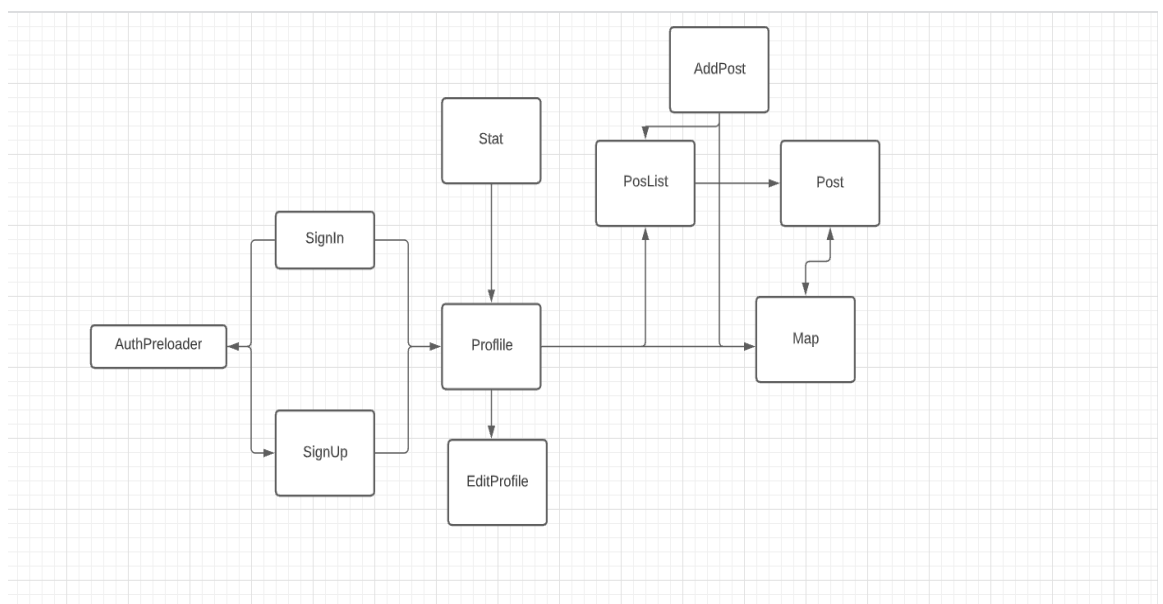 AddPost
Stat
PosList
Post
SignIn
AuthPreloader
Proflile
Map
SignUp
EditProfile